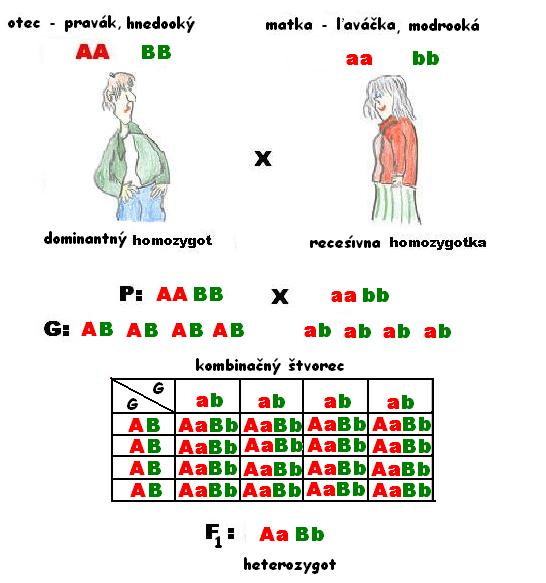 otec - pravák, hnedooký
matka - ľaváčka, modrooká
AA BB
aa bb
X
dominantný homozygot
recesívna homozygotka
P: AA BB X aa bb
G: AB AB AB AB ab ab ab ab
kombinačný štvorec
G G ab ab ab ab
AB AaBb AaBb AaBb AaBb
AB AaBb AaBb AaBb AaBb
AB AaBb AaBb AaBb AaBb
AB AaBb AaBb AaBb AaBb
F1: Aa Bb
heterozygot